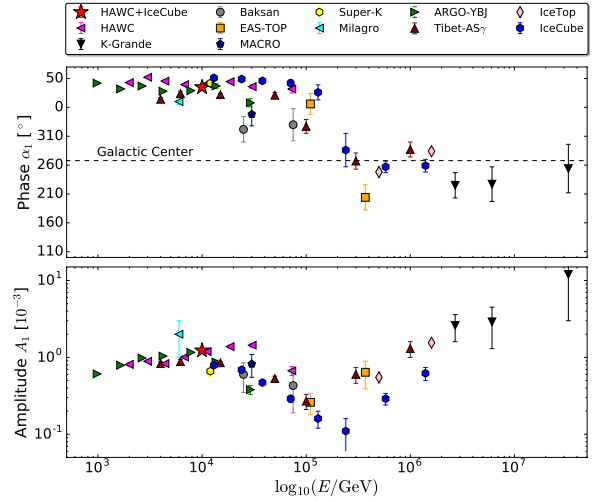 HAWC+IceCube Baksan Super-K ARGO-YBJ IceTop
HAWC EAS-TOP Milagro Tibet-ASγ IceCube
K-Grande MACRO
50
0
310
260
210
160
110
Phase α₁ [°]
Galactic Center
10¹
10⁰
10⁻¹
Amplitude A₁ [10⁻³]
10³ 10⁴ 10⁵ 10⁶ 10⁷
log₁₀(E/GeV)